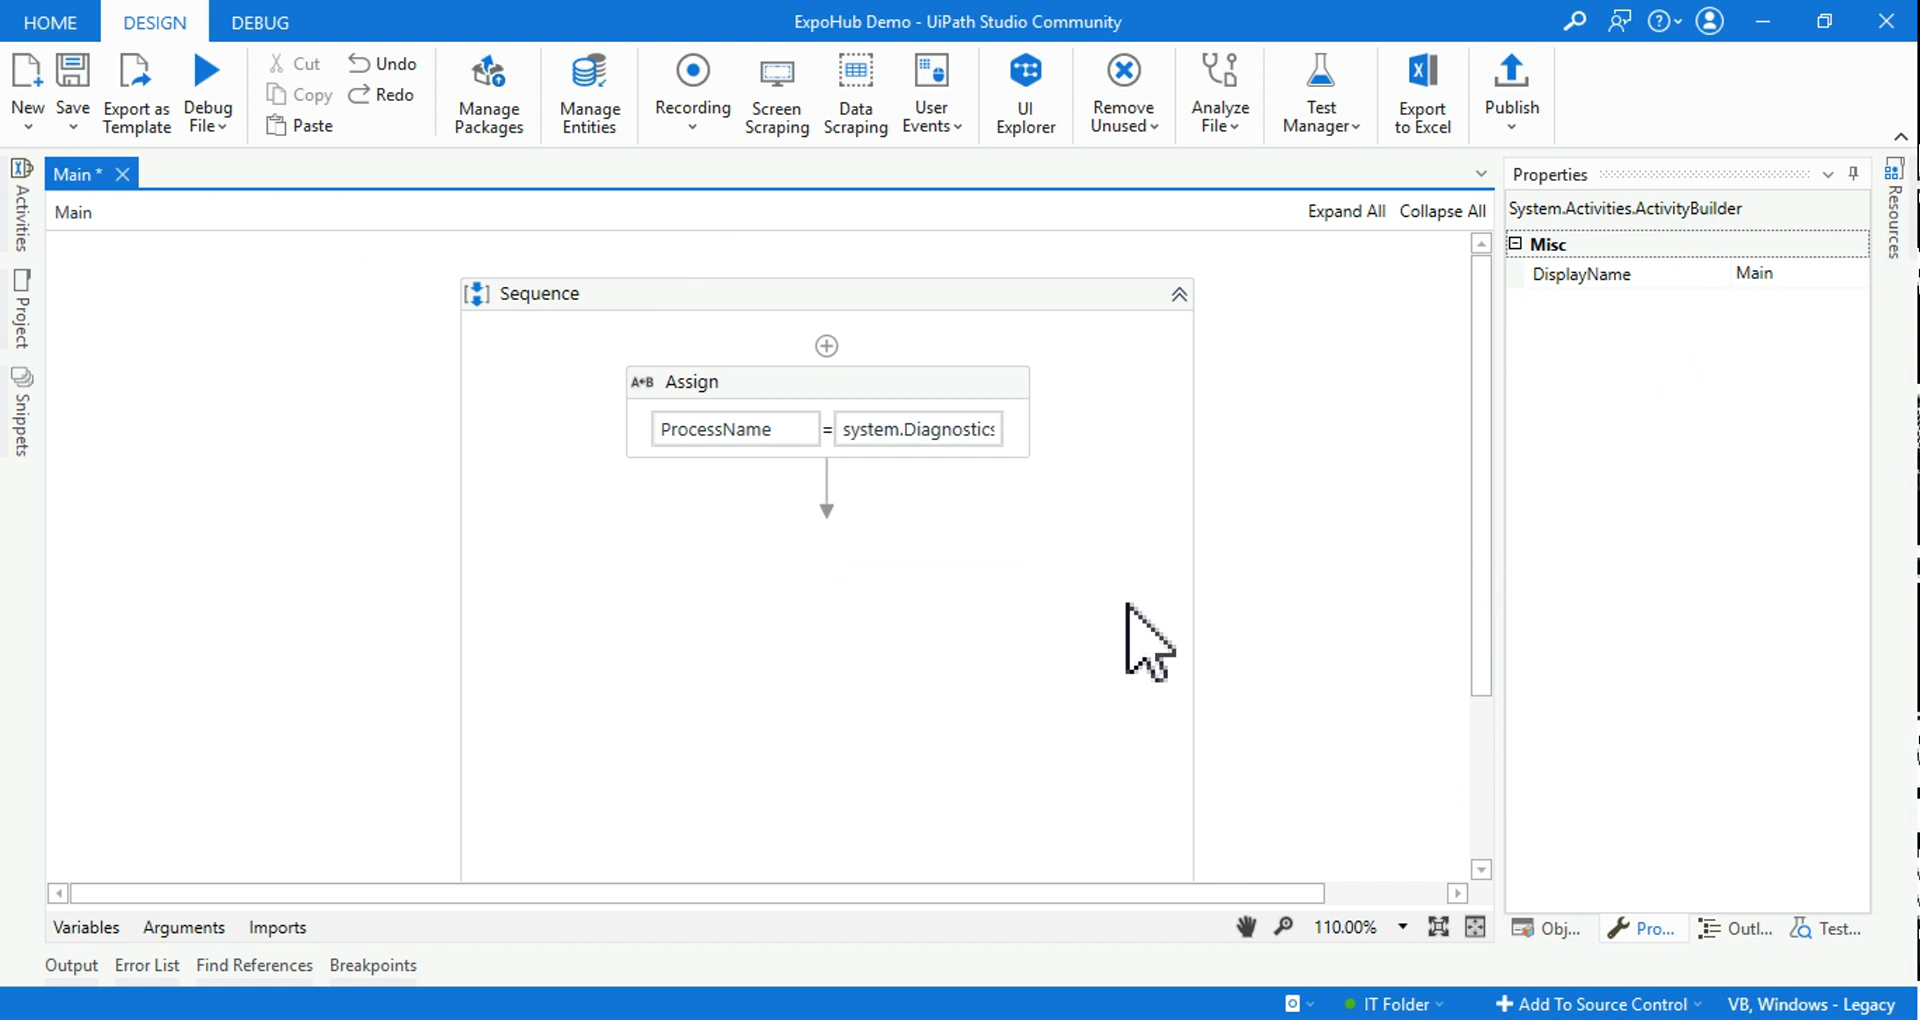 HOME DESIGN DEBUG ExpoHub Demo - UiPath Studio Community
New Save Export as Template Debug File Cut Copy Paste Undo Redo Manage Packages Manage Entities Recording Screen Scraping Data Scraping User Events UI Explorer Remove Unused Analyze File Test Manager Export to Excel Publish
Activities
Project
Snippets
Main *
Main Expand All Collapse All
Sequence
A←B Assign
ProcessName = system.Diagnostics
Properties
System.Activities.ActivityBuilder
Misc
DisplayName Main
Resources
Variables Arguments Imports 110.00% Obj... Pro... Outl... Test...
Output Error List Find References Breakpoints
IT Folder Add To Source Control VB, Windows - Legacy